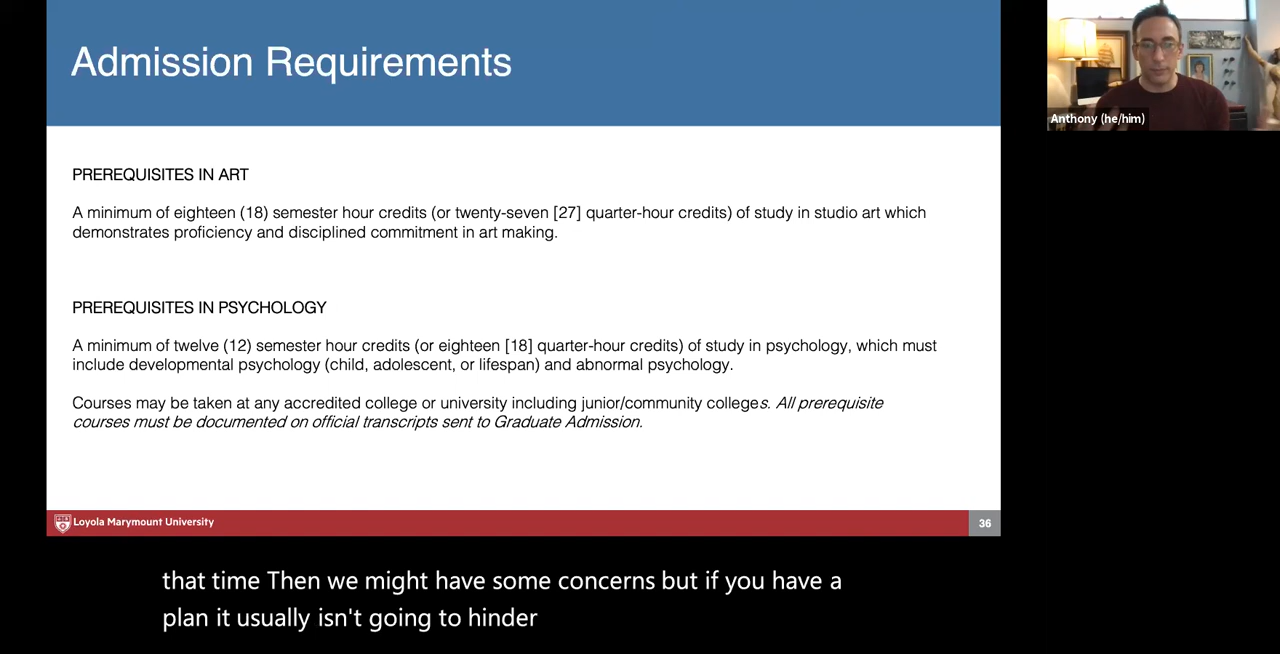 Admission Requirements
Anthony (he/him)
PREREQUISITES IN ART
A minimum of eighteen (18) semester hour credits (or twenty-seven [27] quarter-hour credits) of study in studio art which
demonstrates proficiency and disciplined commitment in art making.
PREREQUISITES IN PSYCHOLOGY
A minimum of twelve (12) semester hour credits (or eighteen [18] quarter-hour credits) of study in psychology, which must
include developmental psychology (child, adolescent, or lifespan) and abnormal psychology.
Courses may be taken at any accredited college or university including junior/community colleges. All prerequisite
courses must be documented on official transcripts sent to Graduate Admission.
Loyola Marymount University
36
that time Then we might have some concerns but if you have a
plan it usually isn't going to hinder